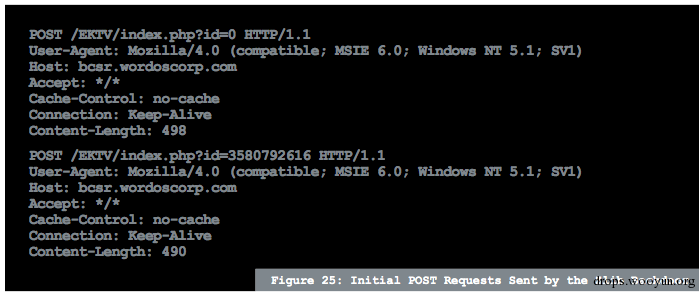 POST /EKTV/index.php?id=0 HTTP/1.1
User-Agent: Mozilla/4.0 (compatible; MSIE 6.0; Windows NT 5.1; SV1)
Host: bcsr.wordoscorp.com
Accept: */*
Cache-Control: no-cache
Connection: Keep-Alive
Content-Length: 498
POST /EKTV/index.php?id=3580792616 HTTP/1.1
User-Agent: Mozilla/4.0 (compatible; MSIE 6.0; Windows NT 5.1; SV1)
Host: bcsr.wordoscorp.com
Accept: */*
Cache-Control: no-cache
Connection: Keep-Alive
Content-Length: 490
Figure 25: Initial POST Requests Sent by the
drops.wooyun.org